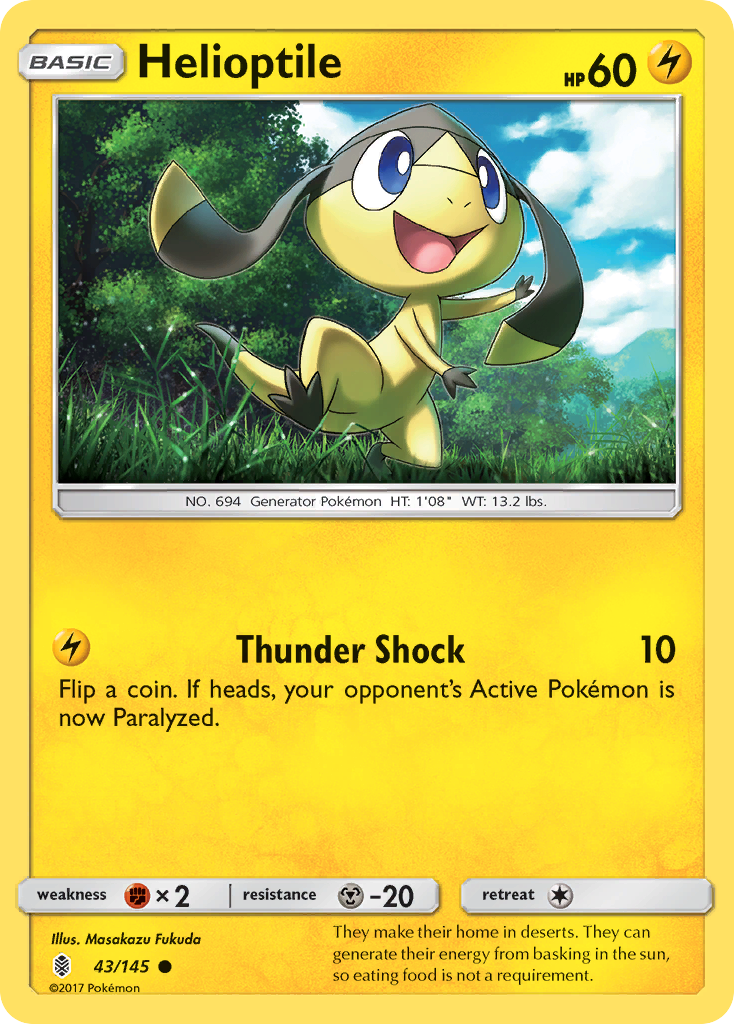 BASIC Helioptile HP60
NO. 694 Generator Pokémon HT: 1'08" WT: 13.2 lbs.
Thunder Shock 10
Flip a coin. If heads, your opponent's Active Pokémon is
now Paralyzed.
weakness × 2 resistance -20 retreat
Illus. Masakazu Fukuda
43/145
©2017 Pokémon
They make their home in deserts. They can
generate their energy from basking in the sun,
so eating food is not a requirement.